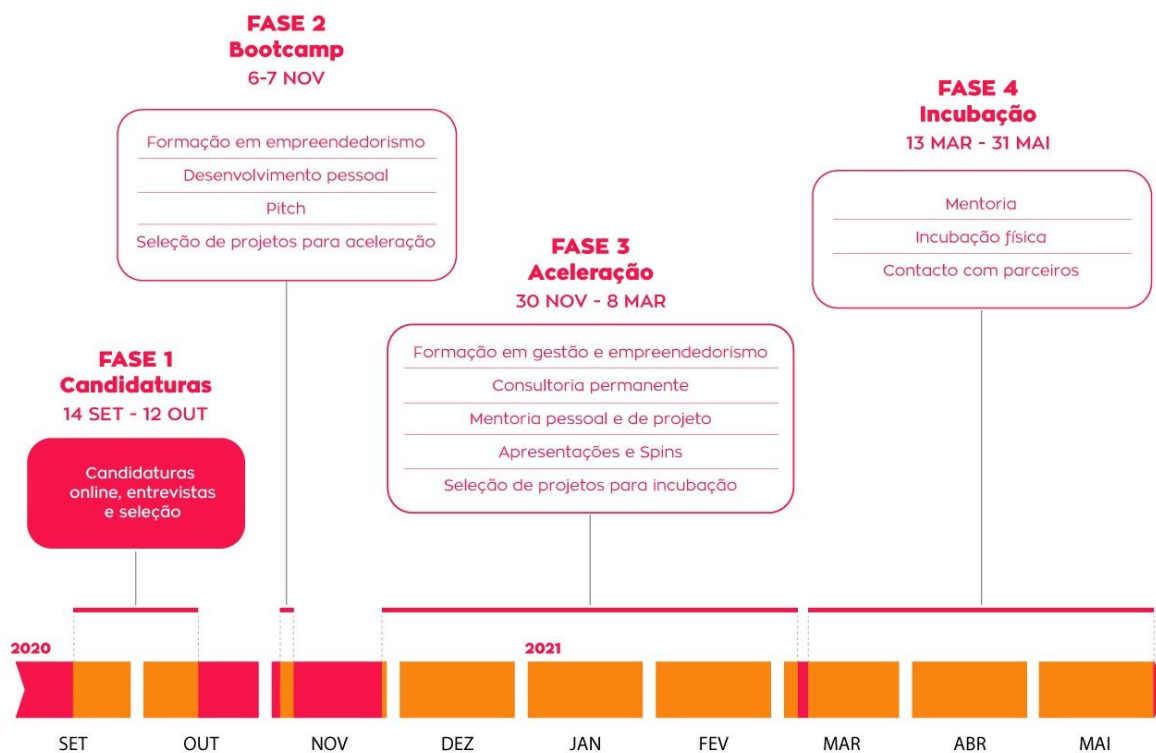 FASE 2
Bootcamp
6-7 NOV
Formação em empreendedorismo
Desenvolvimento pessoal
Pitch
Seleção de projetos para aceleração
FASE 4
Incubação
13 MAR - 31 MAI
Mentoria
Incubação física
Contacto com parceiros
FASE 3
Aceleração
30 NOV - 8 MAR
Formação em gestão e empreendedorismo
Consultoria permanente
Mentoria pessoal e de projeto
Apresentações e Spins
Seleção de projetos para incubação
FASE 1
Candidaturas
14 SET - 12 OUT
Candidaturas
online, entrevistas
e seleção
2020
2021
SET OUT NOV DEZ JAN FEV MAR ABR MAI